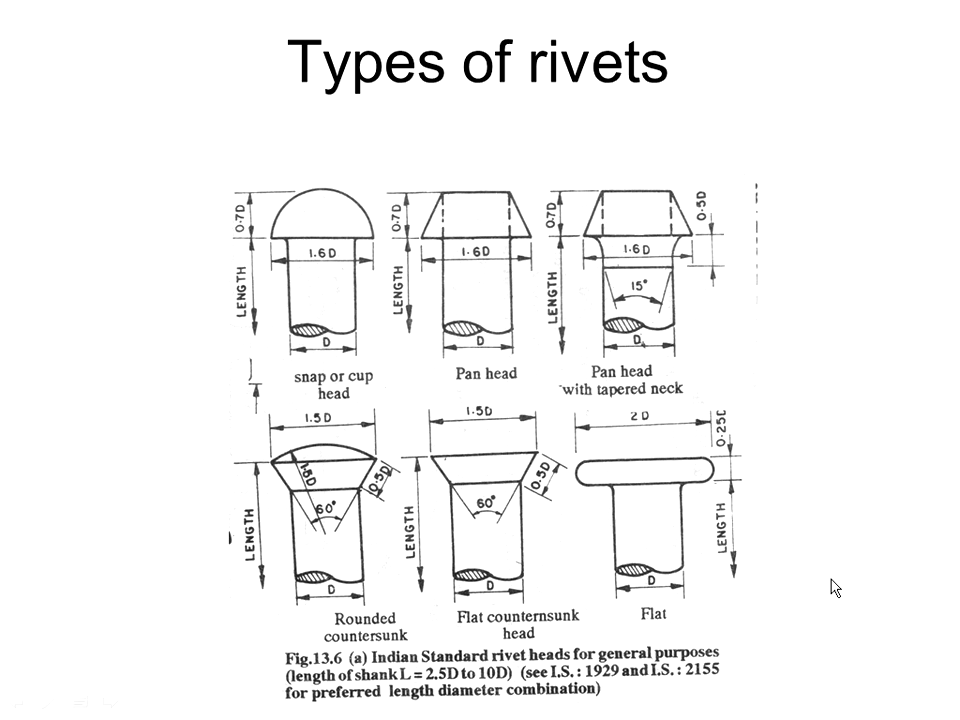 Types of rivets
0.7D
1.6D
LENGTH
D
snap or cup
head
0.7D
1.6D
LENGTH
D
Pan head
0.7D
0.5D
1.6D
LENGTH
15°
D
Pan head
with tapered neck
1.5D
1.5D
0.5D
60°
LENGTH
D
Rounded
countersunk
1.5D
0.5D
60°
LENGTH
D
Flat counternsunk
head
2D
0.25D
LENGTH
D
Flat
Fig.13.6 (a) Indian Standard rivet heads for general purposes
(length of shank L = 2.5D to 10D) (see I.S. : 1929 and I.S. : 2155
for preferred length diameter combination)